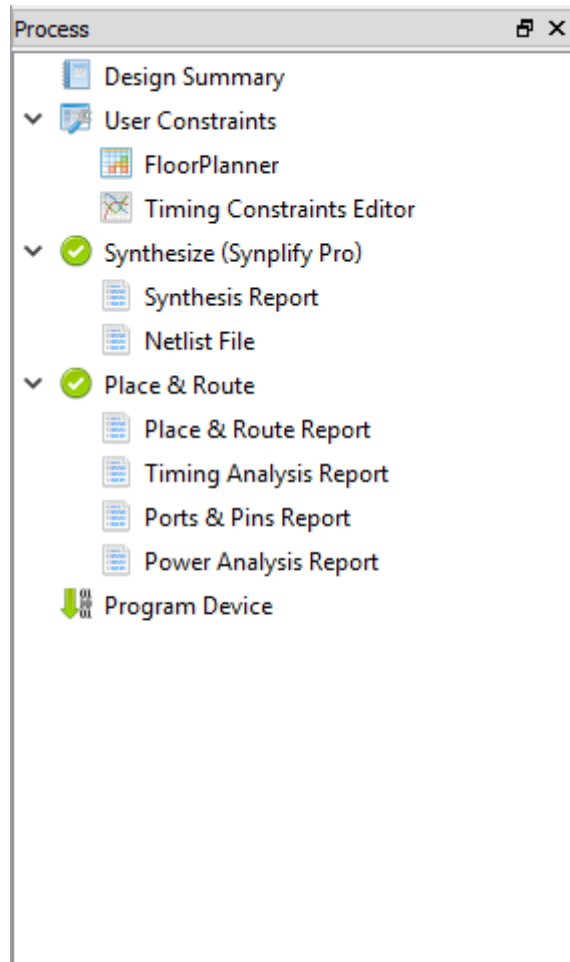 Process
Design Summary
User Constraints
FloorPlanner
Timing Constraints Editor
Synthesize (Synplify Pro)
Synthesis Report
Netlist File
Place & Route
Place & Route Report
Timing Analysis Report
Ports & Pins Report
Power Analysis Report
Program Device